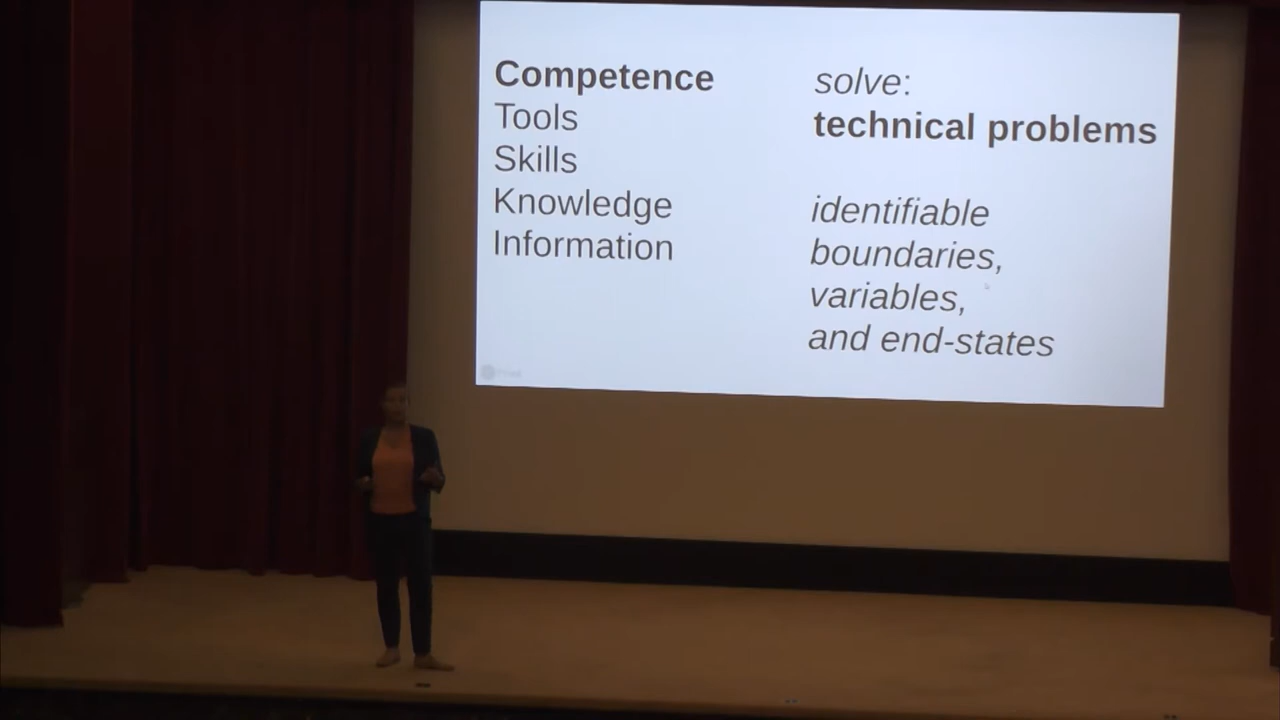 Competence
Tools
Skills
Knowledge
Information
solve:
technical problems
identifiable
boundaries,
variables,
and end-states